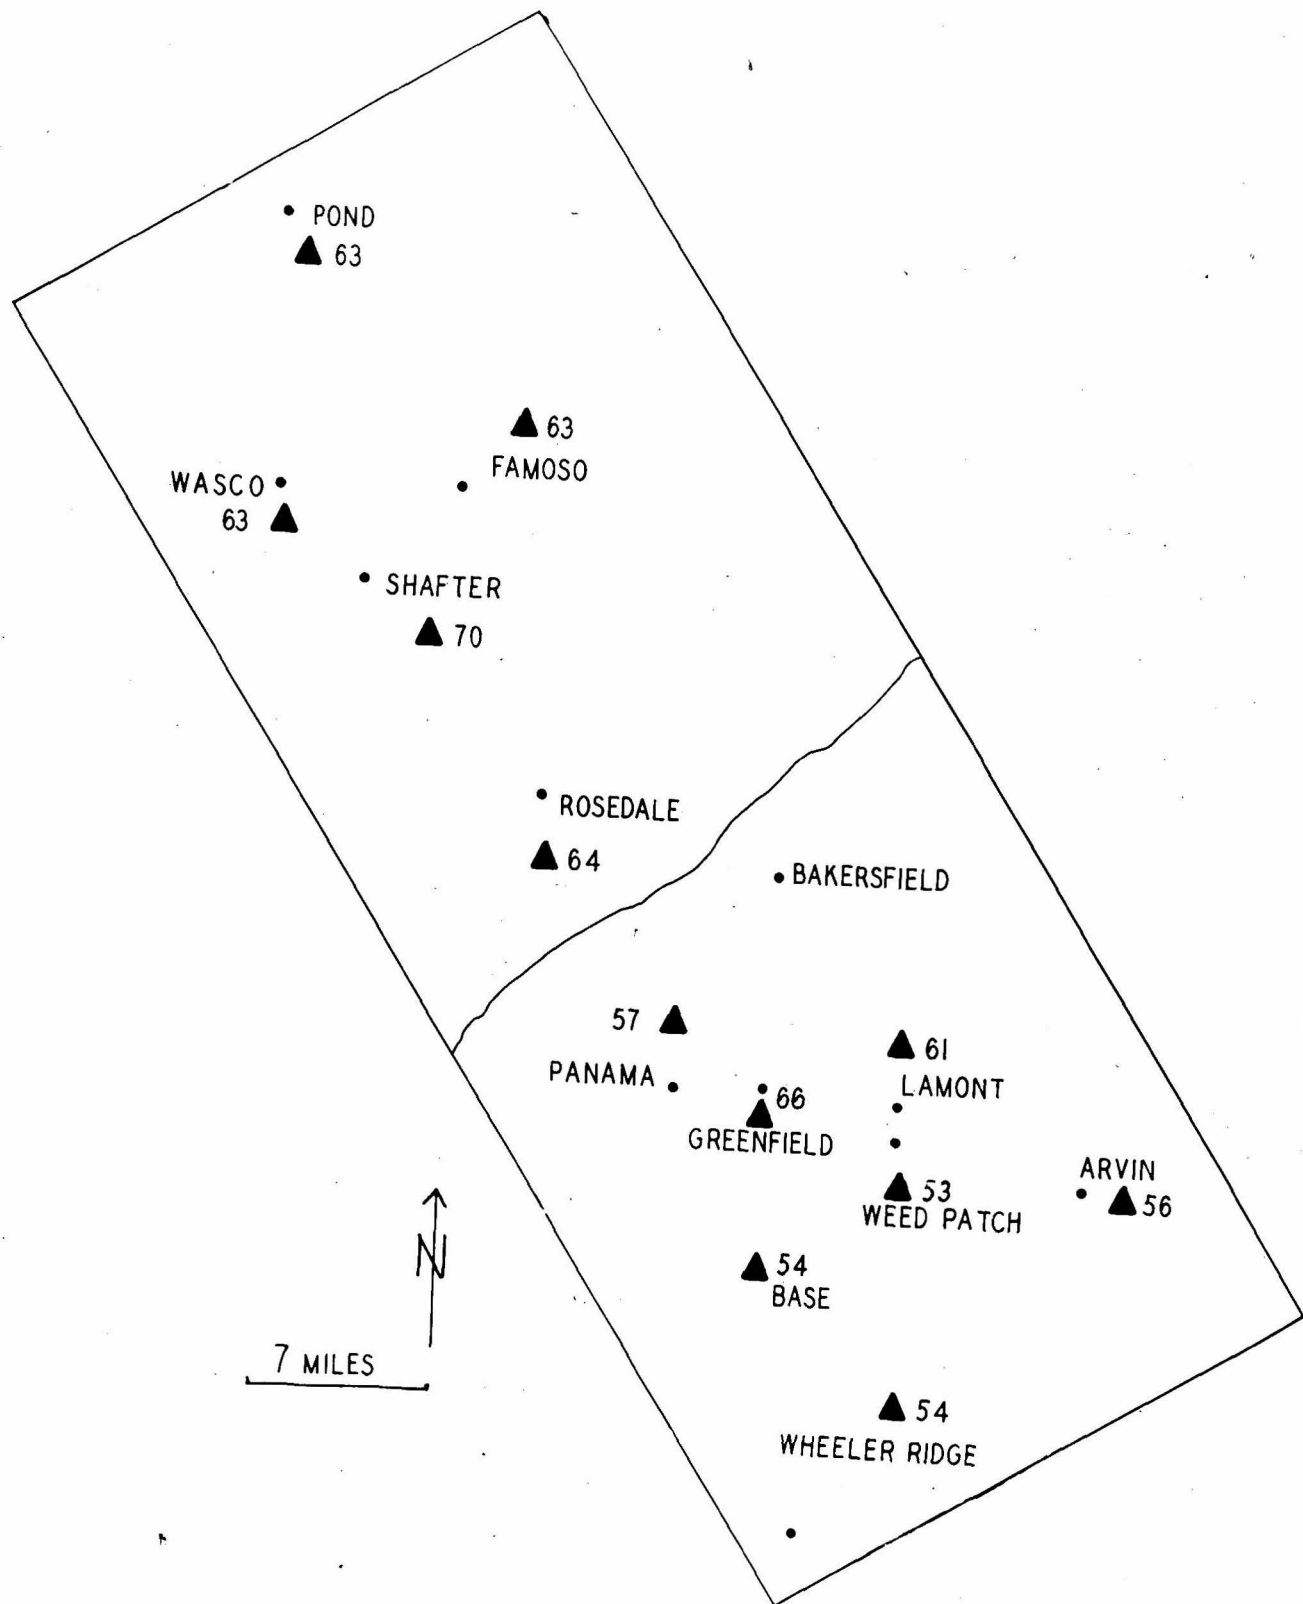 POND
63
63
FAMOSO
WASCO
63
SHAFTER
70
ROSEDALE
64
BAKERSFIELD
57
PANAMA
61
LAMONT
66
GREENFIELD
ARVIN
56
53
WEED PATCH
54
BASE
N
7 MILES
54
WHEELER RIDGE